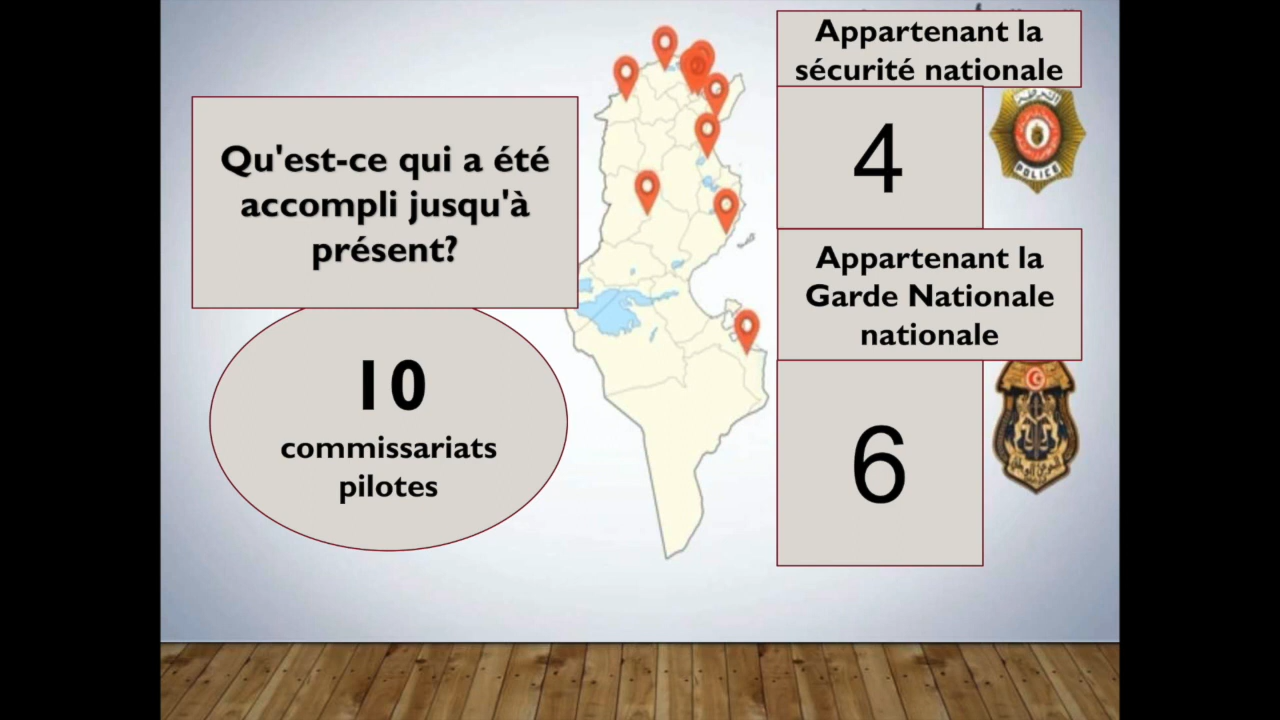 Qu'est-ce qui a été
accompli jusqu'à
présent?
10
commissariats
pilotes
Appartenant la
sécurité nationale
4
POLICE
Appartenant la
Garde Nationale
nationale
6